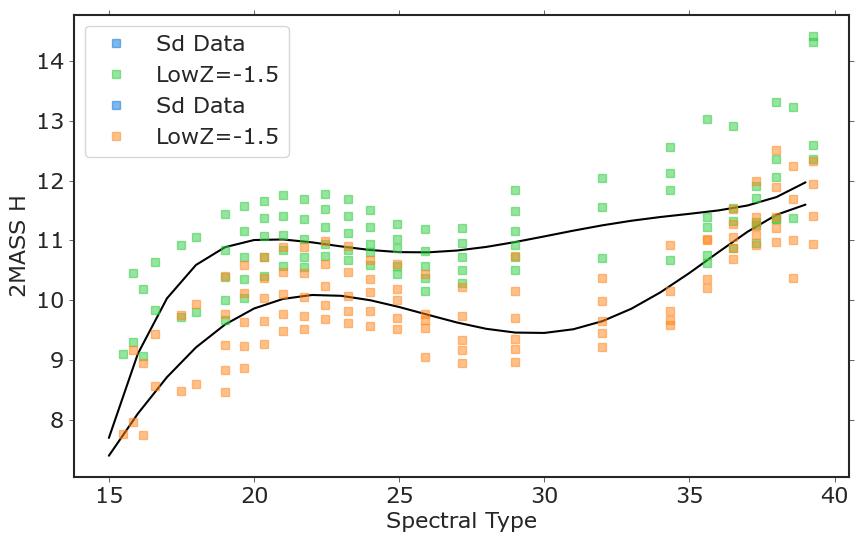 Sd Data
LowZ=-1.5
Sd Data
LowZ=-1.5
14
13
12
11
10
9
8
2MASS H
15 20 25 30 35 40
Spectral Type